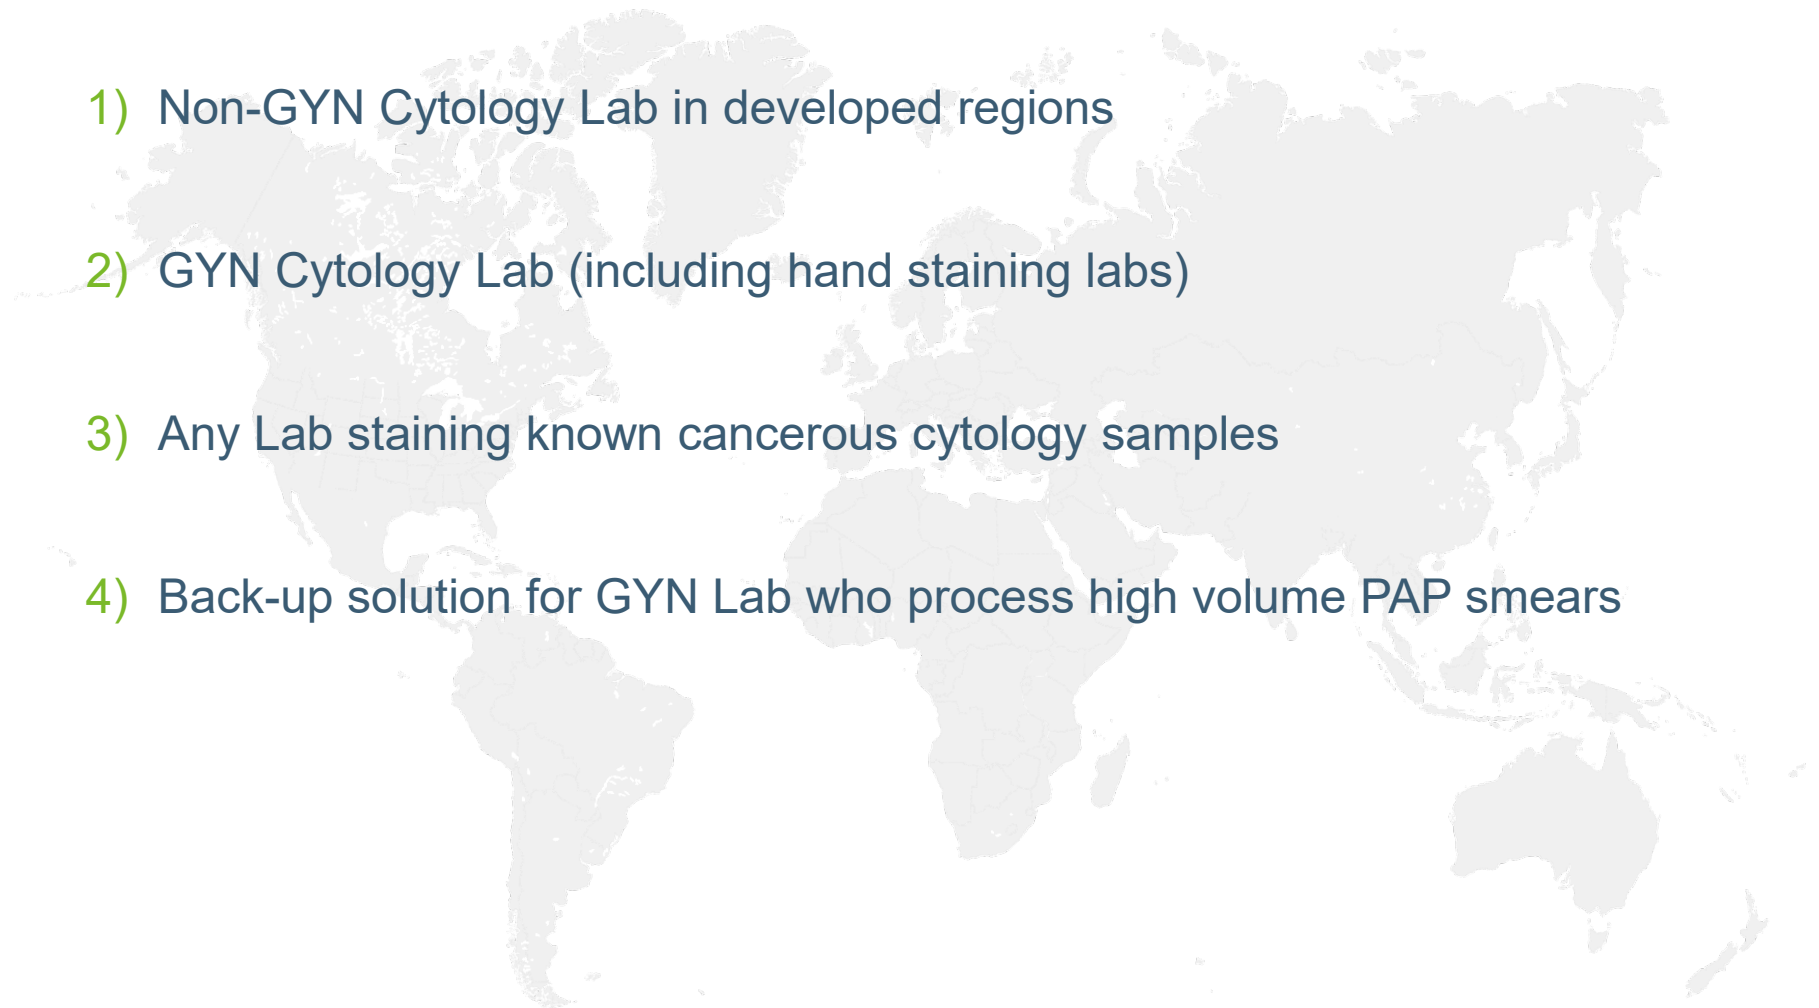 1) Non-GYN Cytology Lab in developed regions
2) GYN Cytology Lab (including hand staining labs)
3) Any Lab staining known cancerous cytology samples
4) Back-up solution for GYN Lab who process high volume PAP smears